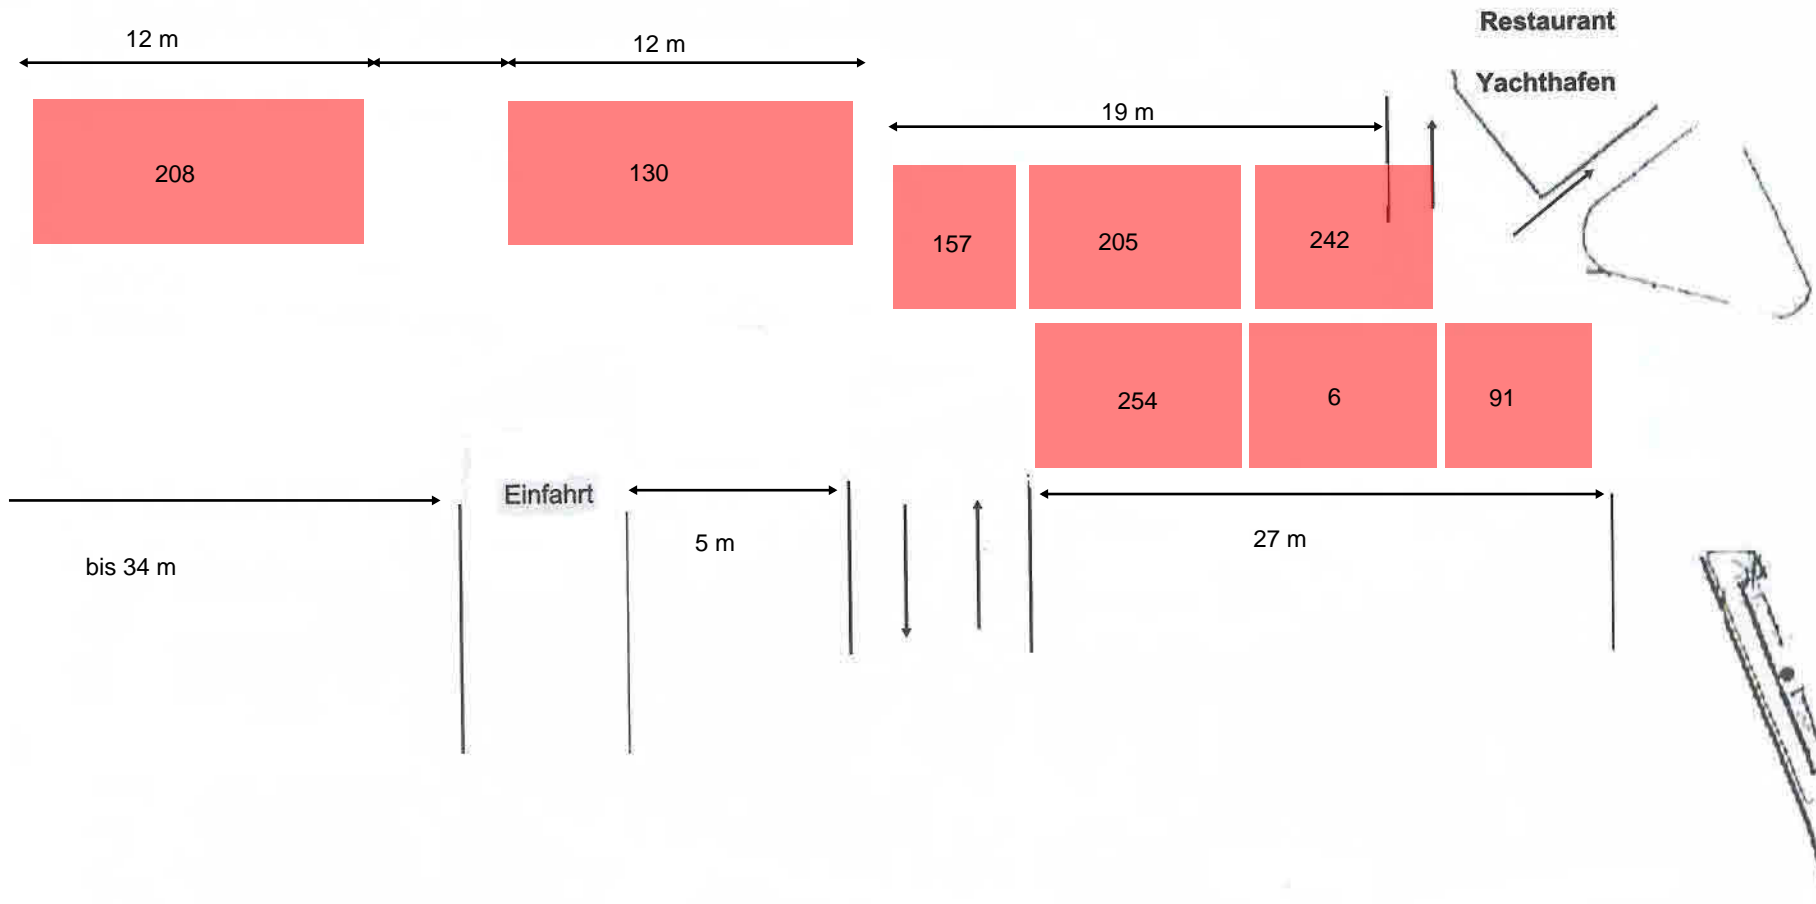 Restaurant
12 m
12 m
Yachthafen
19 m
208
130
157
205
242
254
6
91
Einfahrt
5 m
27 m
bis 34 m